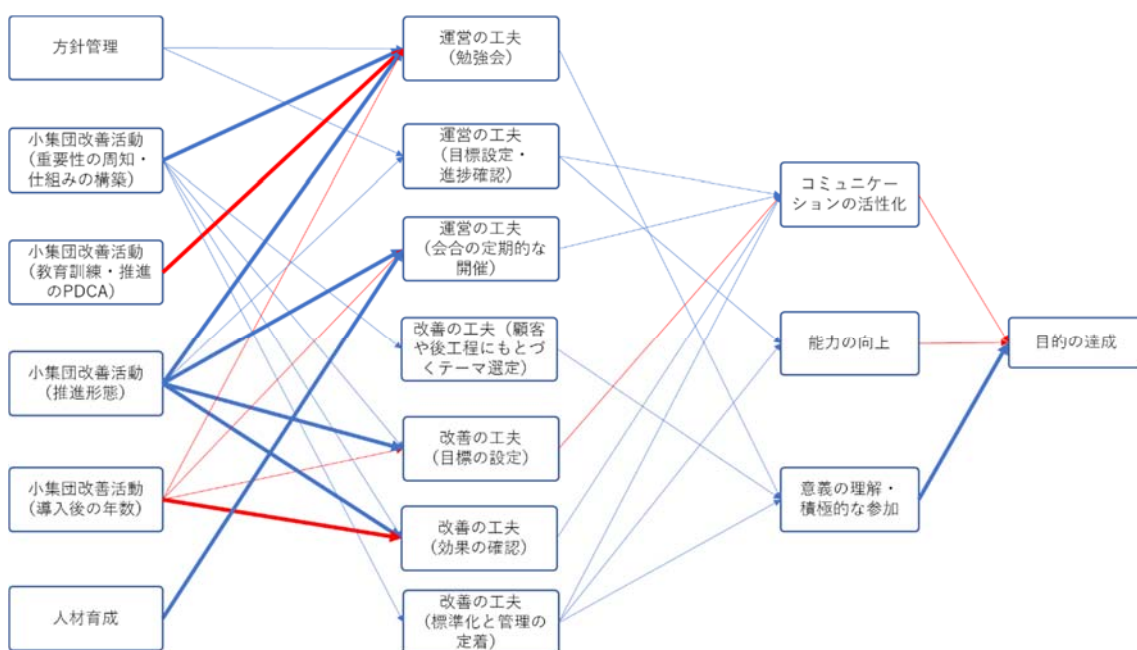 方針管理
小集団改善活動
（重要性の周知・
仕組みの構築）
小集団改善活動
（教育訓練・推進
のPDCA）
小集団改善活動
（推進形態）
小集団改善活動
（導入後の年数）
人材育成
運営の工夫
（勉強会）
運営の工夫
（目標設定・
進捗確認）
運営の工夫
（会合の定期的な
開催）
改善の工夫（顧客
や後工程にもとづ
くテーマ選定）
改善の工夫
（目標の設定）
改善の工夫
（効果の確認）
改善の工夫
（標準化と管理の
定着）
コミュニケー
ションの活性化
能力の向上
意義の理解・
積極的な参加
目的の達成